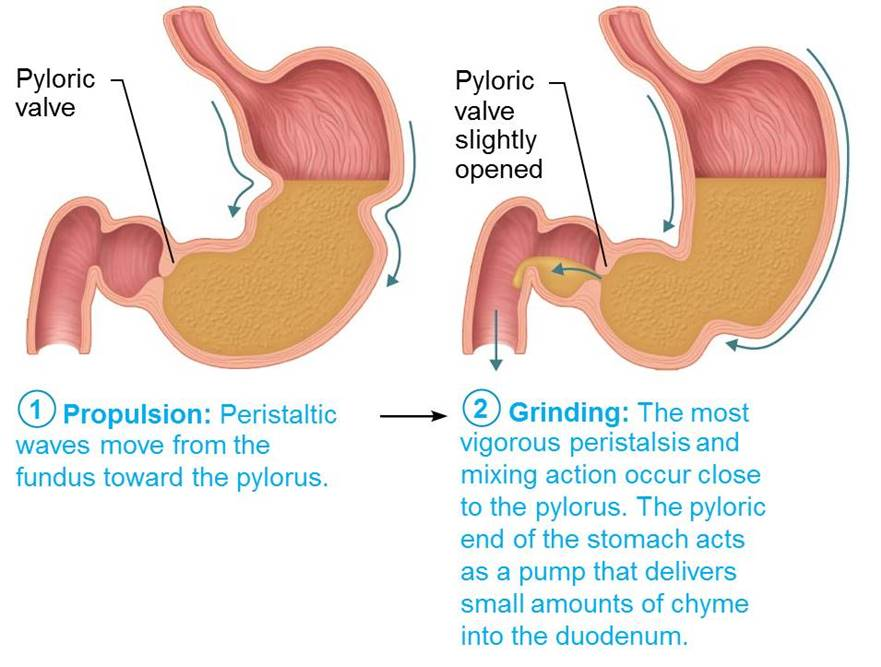 Pyloric
valve
Pyloric
valve
slightly
opened
1 Propulsion: Peristaltic
waves move from the
fundus toward the pylorus.
2 Grinding: The most
vigorous peristalsis and
mixing action occur close
to the pylorus. The pyloric
end of the stomach acts
as a pump that delivers
small amounts of chyme
into the duodenum.